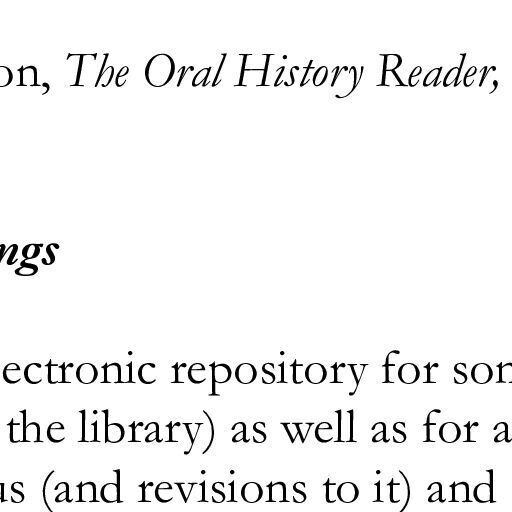 on, The Oral History Reader,
ngs
ectronic repository for son
the library) as well as for a
us (and revisions to it) and